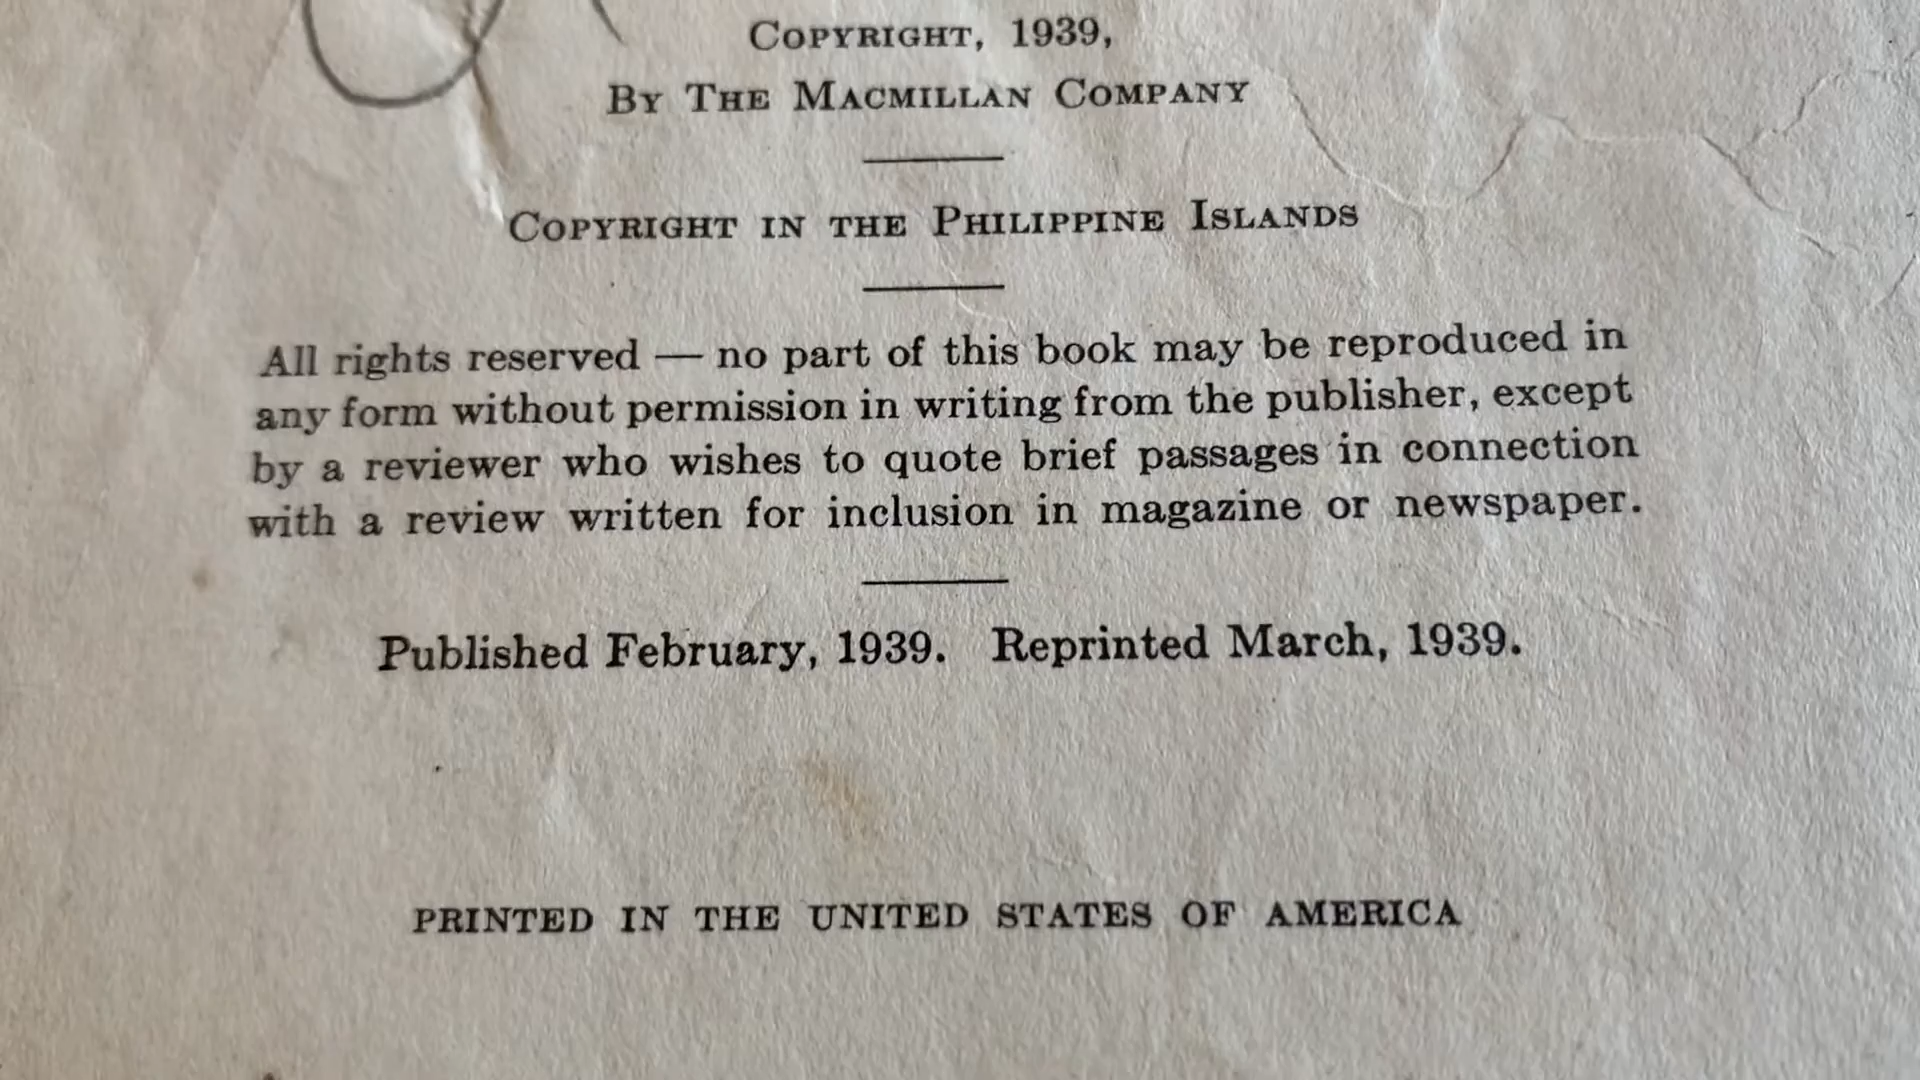 Copyright, 1939,
By The Macmillan Company
Copyright in the Philippine Islands
All rights reserved — no part of this book may be reproduced in
any form without permission in writing from the publisher, except
by a reviewer who wishes to quote brief passages in connection
with a review written for inclusion in magazine or newspaper.
Published February, 1939. Reprinted March, 1939.
PRINTED IN THE UNITED STATES OF AMERICA